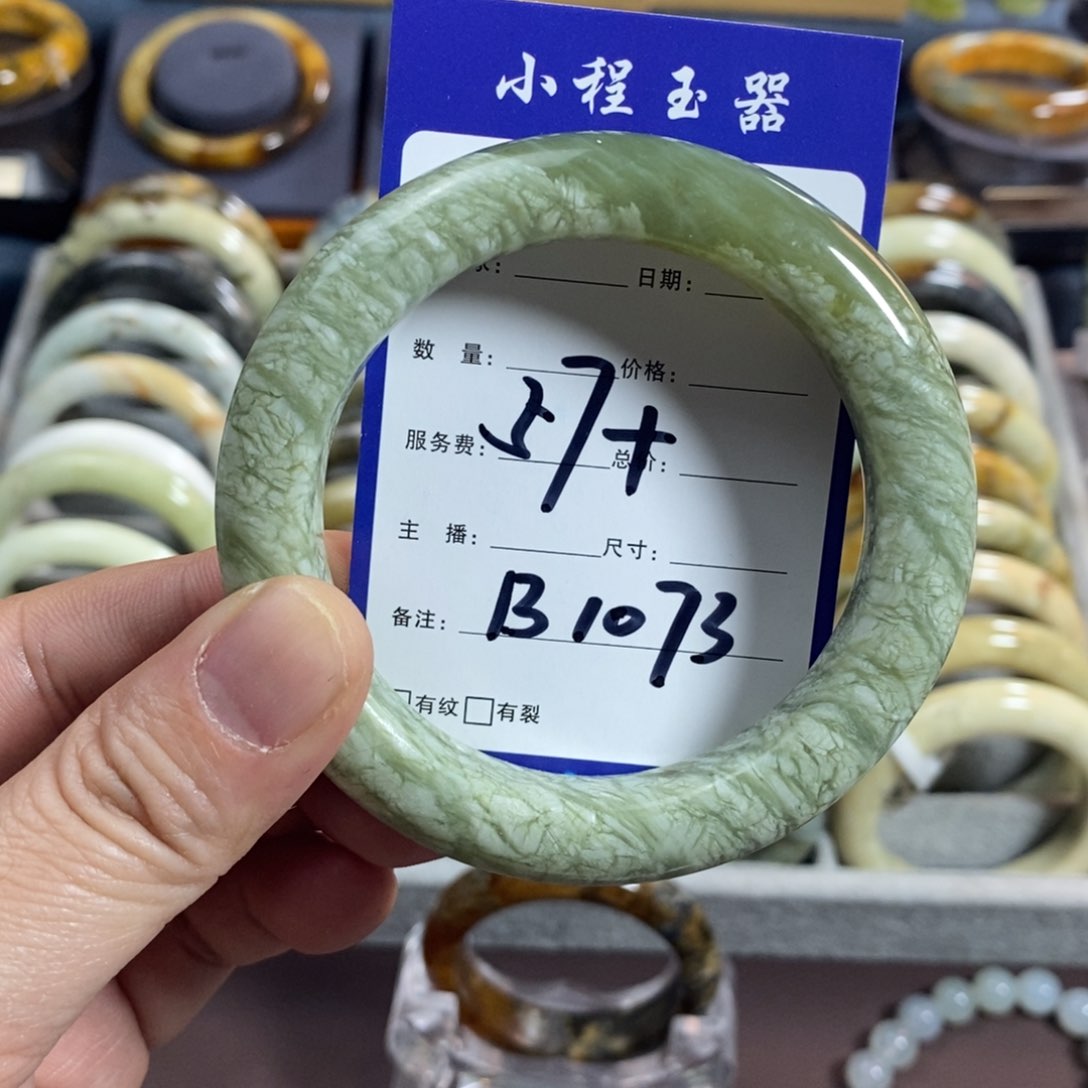 小程玉器
日期:
数 量: 价格:
57+
服务费: 总价:
主 播: 尺寸:
备注: B1073
有纹□有裂